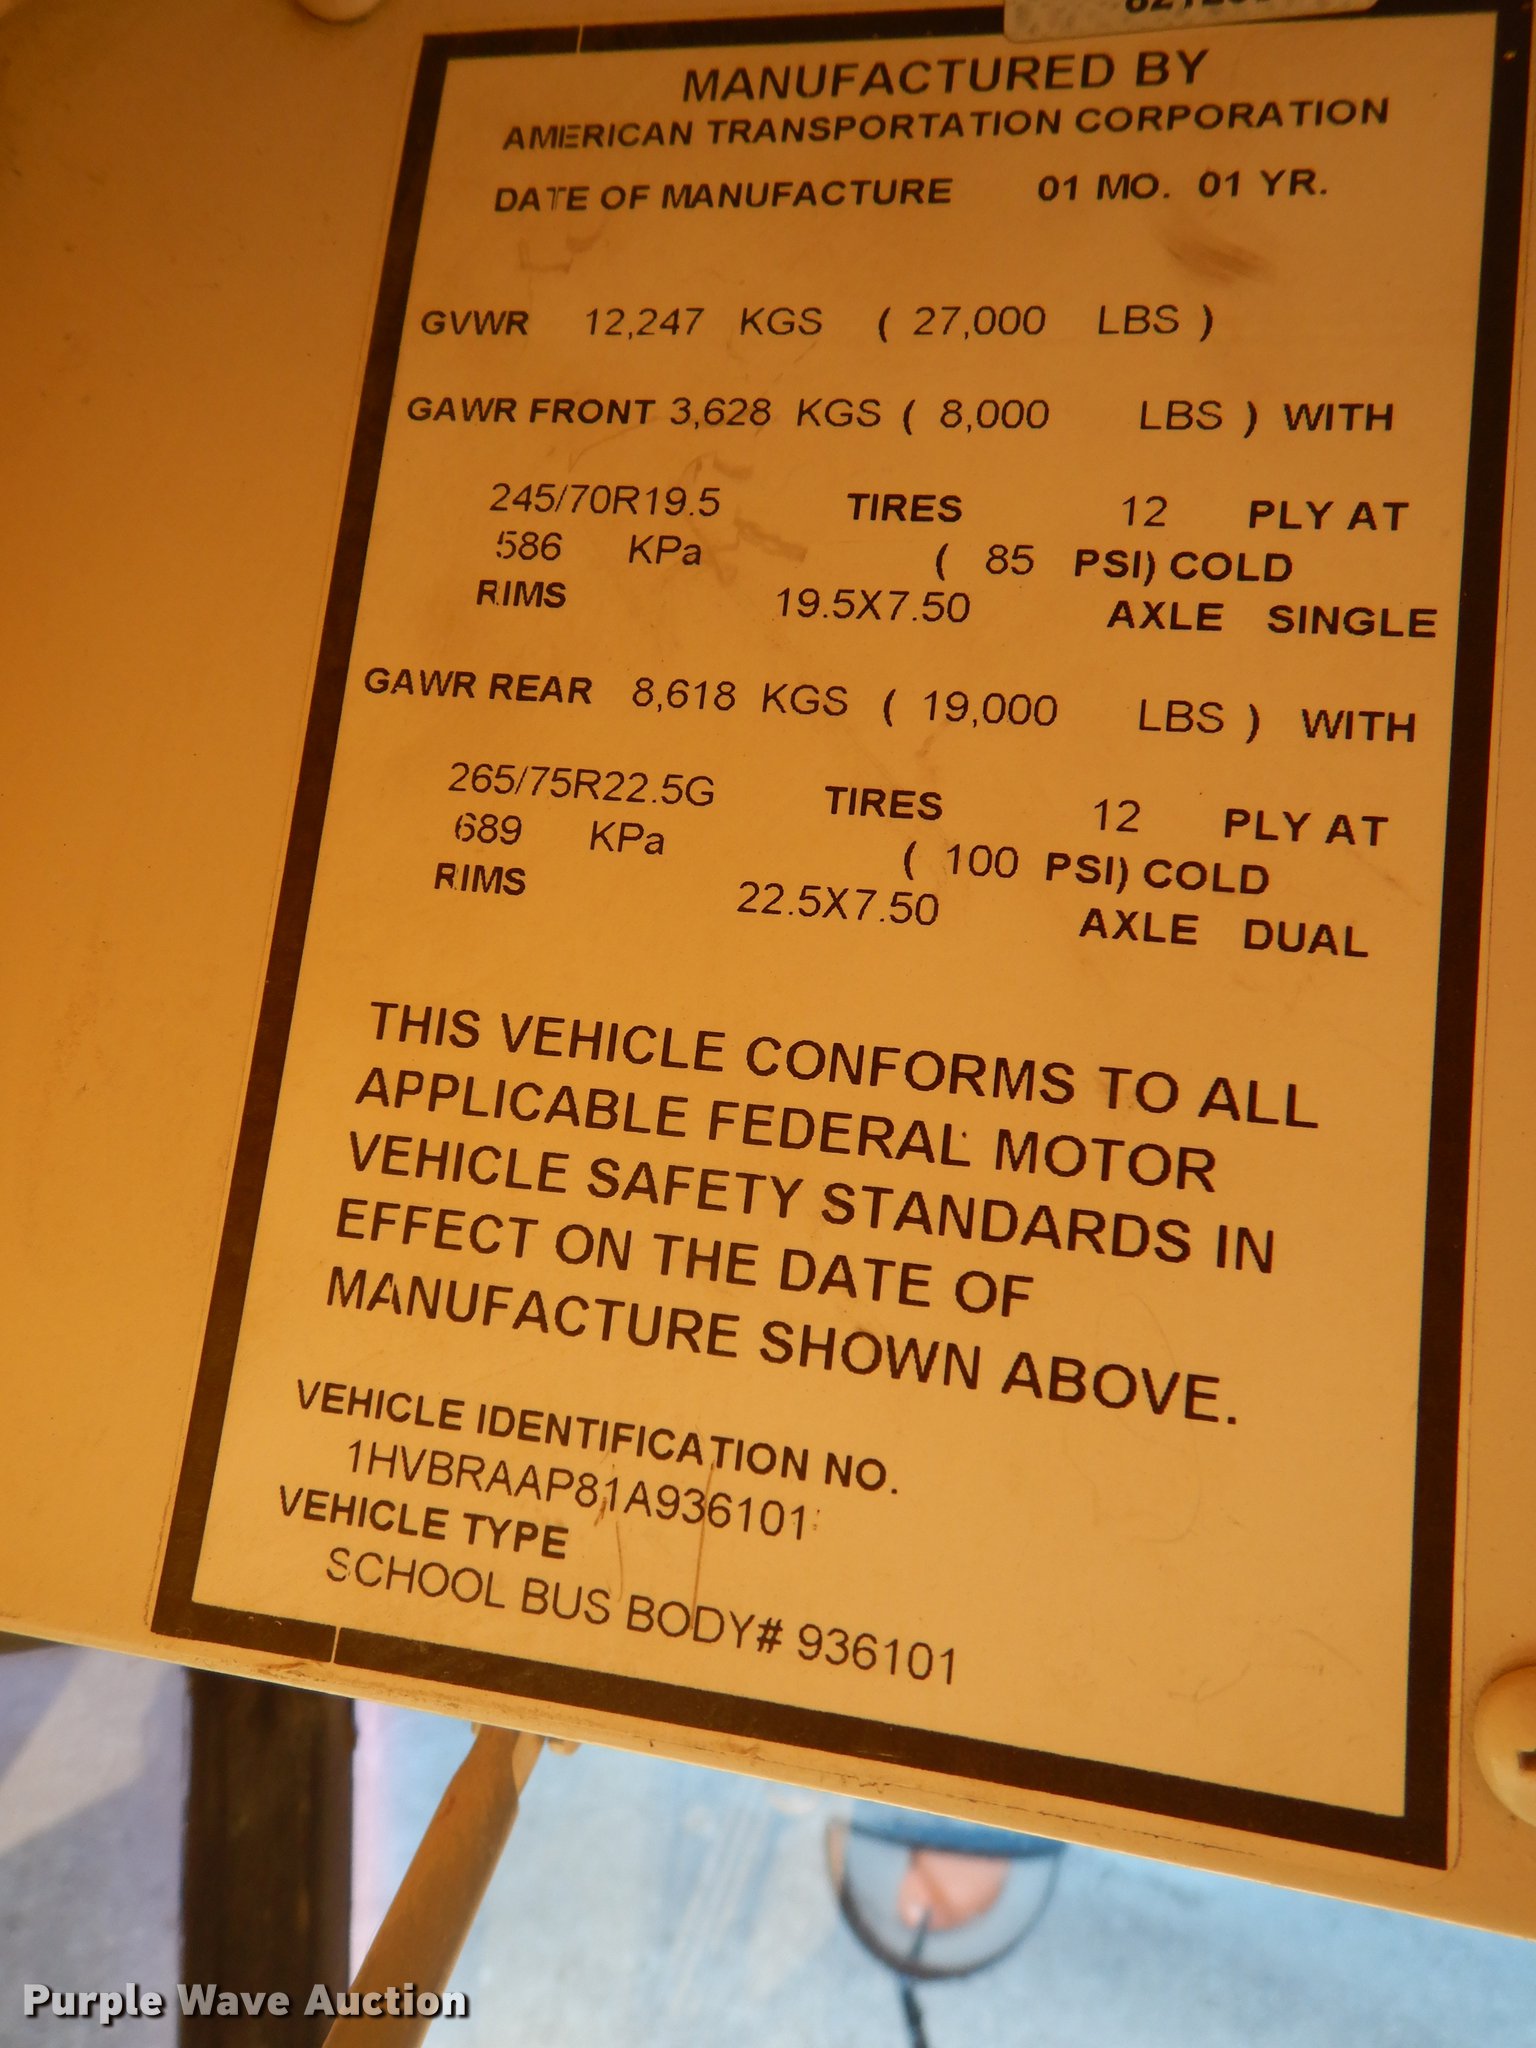 MANUFACTURED BY
AMERICAN TRANSPORTATION CORPORATION
DATE OF MANUFACTURE 01 MO. 01 YR.
GVWR 12,247 KGS ( 27,000 LBS )
GAWR FRONT 3,628 KGS ( 8,000 LBS ) WITH
245/70R19.5 TIRES 12 PLY AT
586 KPa ( 85 PSI) COLD
RIMS 19.5X7.50 AXLE SINGLE
GAWR REAR 8,618 KGS ( 19,000 LBS ) WITH
265/75R22.5G TIRES 12 PLY AT
689 KPa ( 100 PSI) COLD
RIMS 22.5X7.50 AXLE DUAL
THIS VEHICLE CONFORMS TO ALL
APPLICABLE FEDERAL MOTOR
VEHICLE SAFETY STANDARDS IN
EFFECT ON THE DATE OF
MANUFACTURE SHOWN ABOVE.
VEHICLE IDENTIFICATION NO.
1HVBRAAP81A936101
VEHICLE TYPE
SCHOOL BUS BODY# 936101
Purple Wave Auction